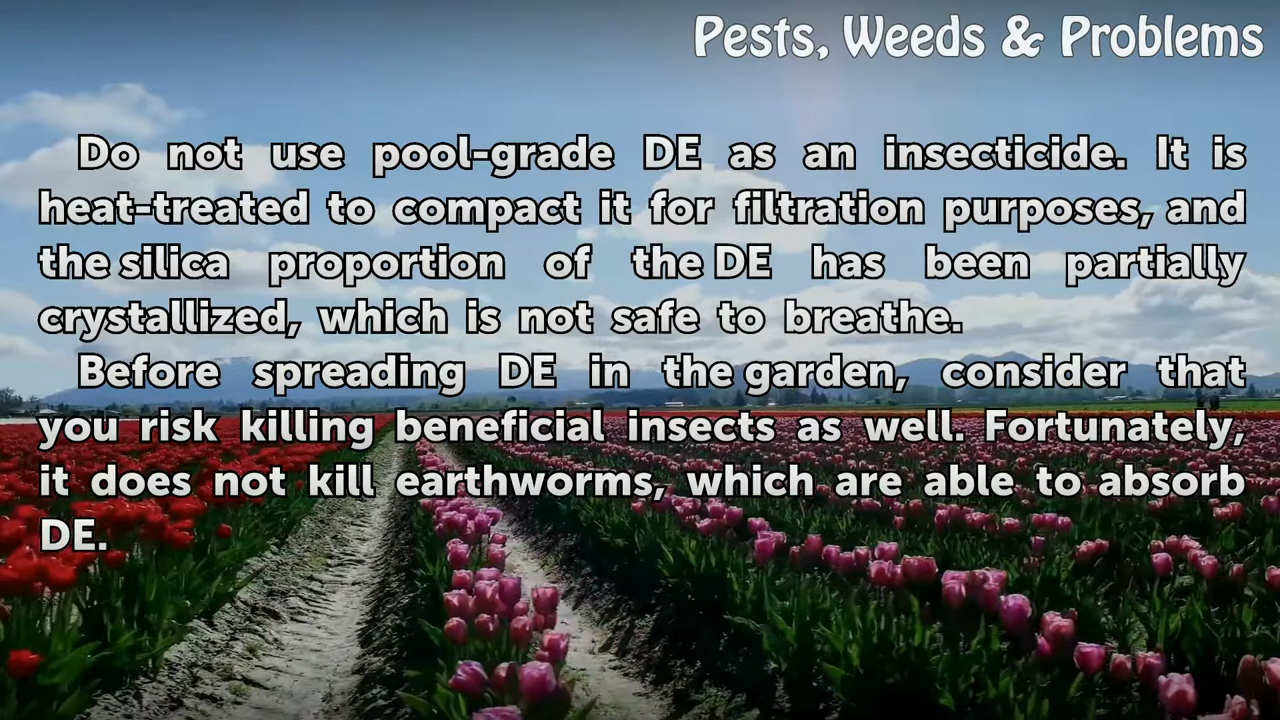 Pests, Weeds & Problems
Do not use pool-grade DE as an insecticide. It is
heat-treated to compact it for filtration purposes, and
the silica proportion of the DE has been partially
crystallized, which is not safe to breathe.
Before spreading DE in the garden, consider that
you risk killing beneficial insects as well. Fortunately,
it does not kill earthworms, which are able to absorb
DE.